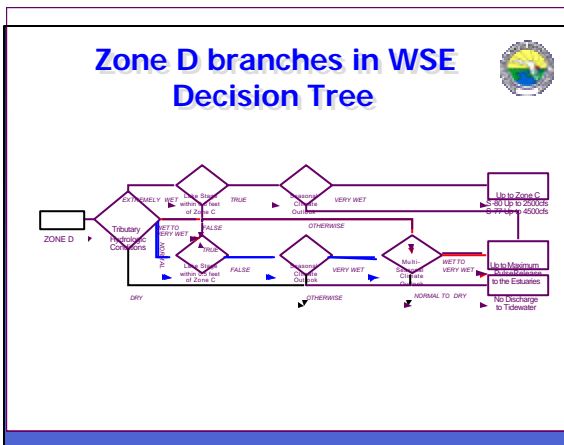 Zone D branches in WSE
Decision Tree
EXTREMELY WET
Lake Stage
within 0.5 feet
of Zone C
TRUE
Seasonal
Climate
Outlook
VERY WET
Up to Zone C
S-80 Up to 2500cfs
S-77 Up to 4500cfs
ZONE D
Tributary
Hydrologic
Conditions
WET TO
VERY WET
FALSE
OTHERWISE
NORMAL
TRUE
Lake Stage
within 0.5 feet
of Zone C
FALSE
Seasonal
Climate
Outlook
VERY WET
Multi-
Seasonal
Climate
Outlook
WET TO
VERY WET
Up to Maximum
Pulse Release
to the Estuaries
DRY
OTHERWISE
NORMAL TO DRY
No Discharge
to Tidewater